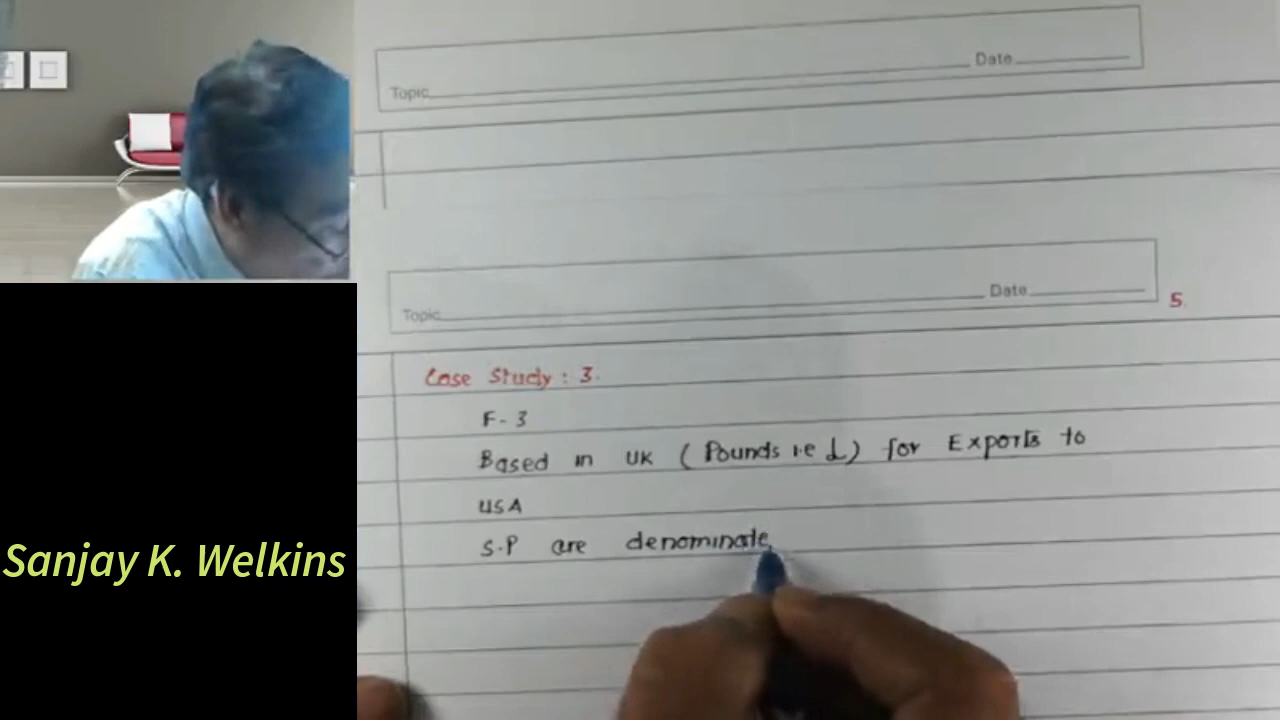 Topic Date
Topic Date
5.
Case Study : 3.
F - 3
Based in UK ( Pounds i.e £ ) for Exports to
USA
S.P are denominate
Sanjay K. Welkins